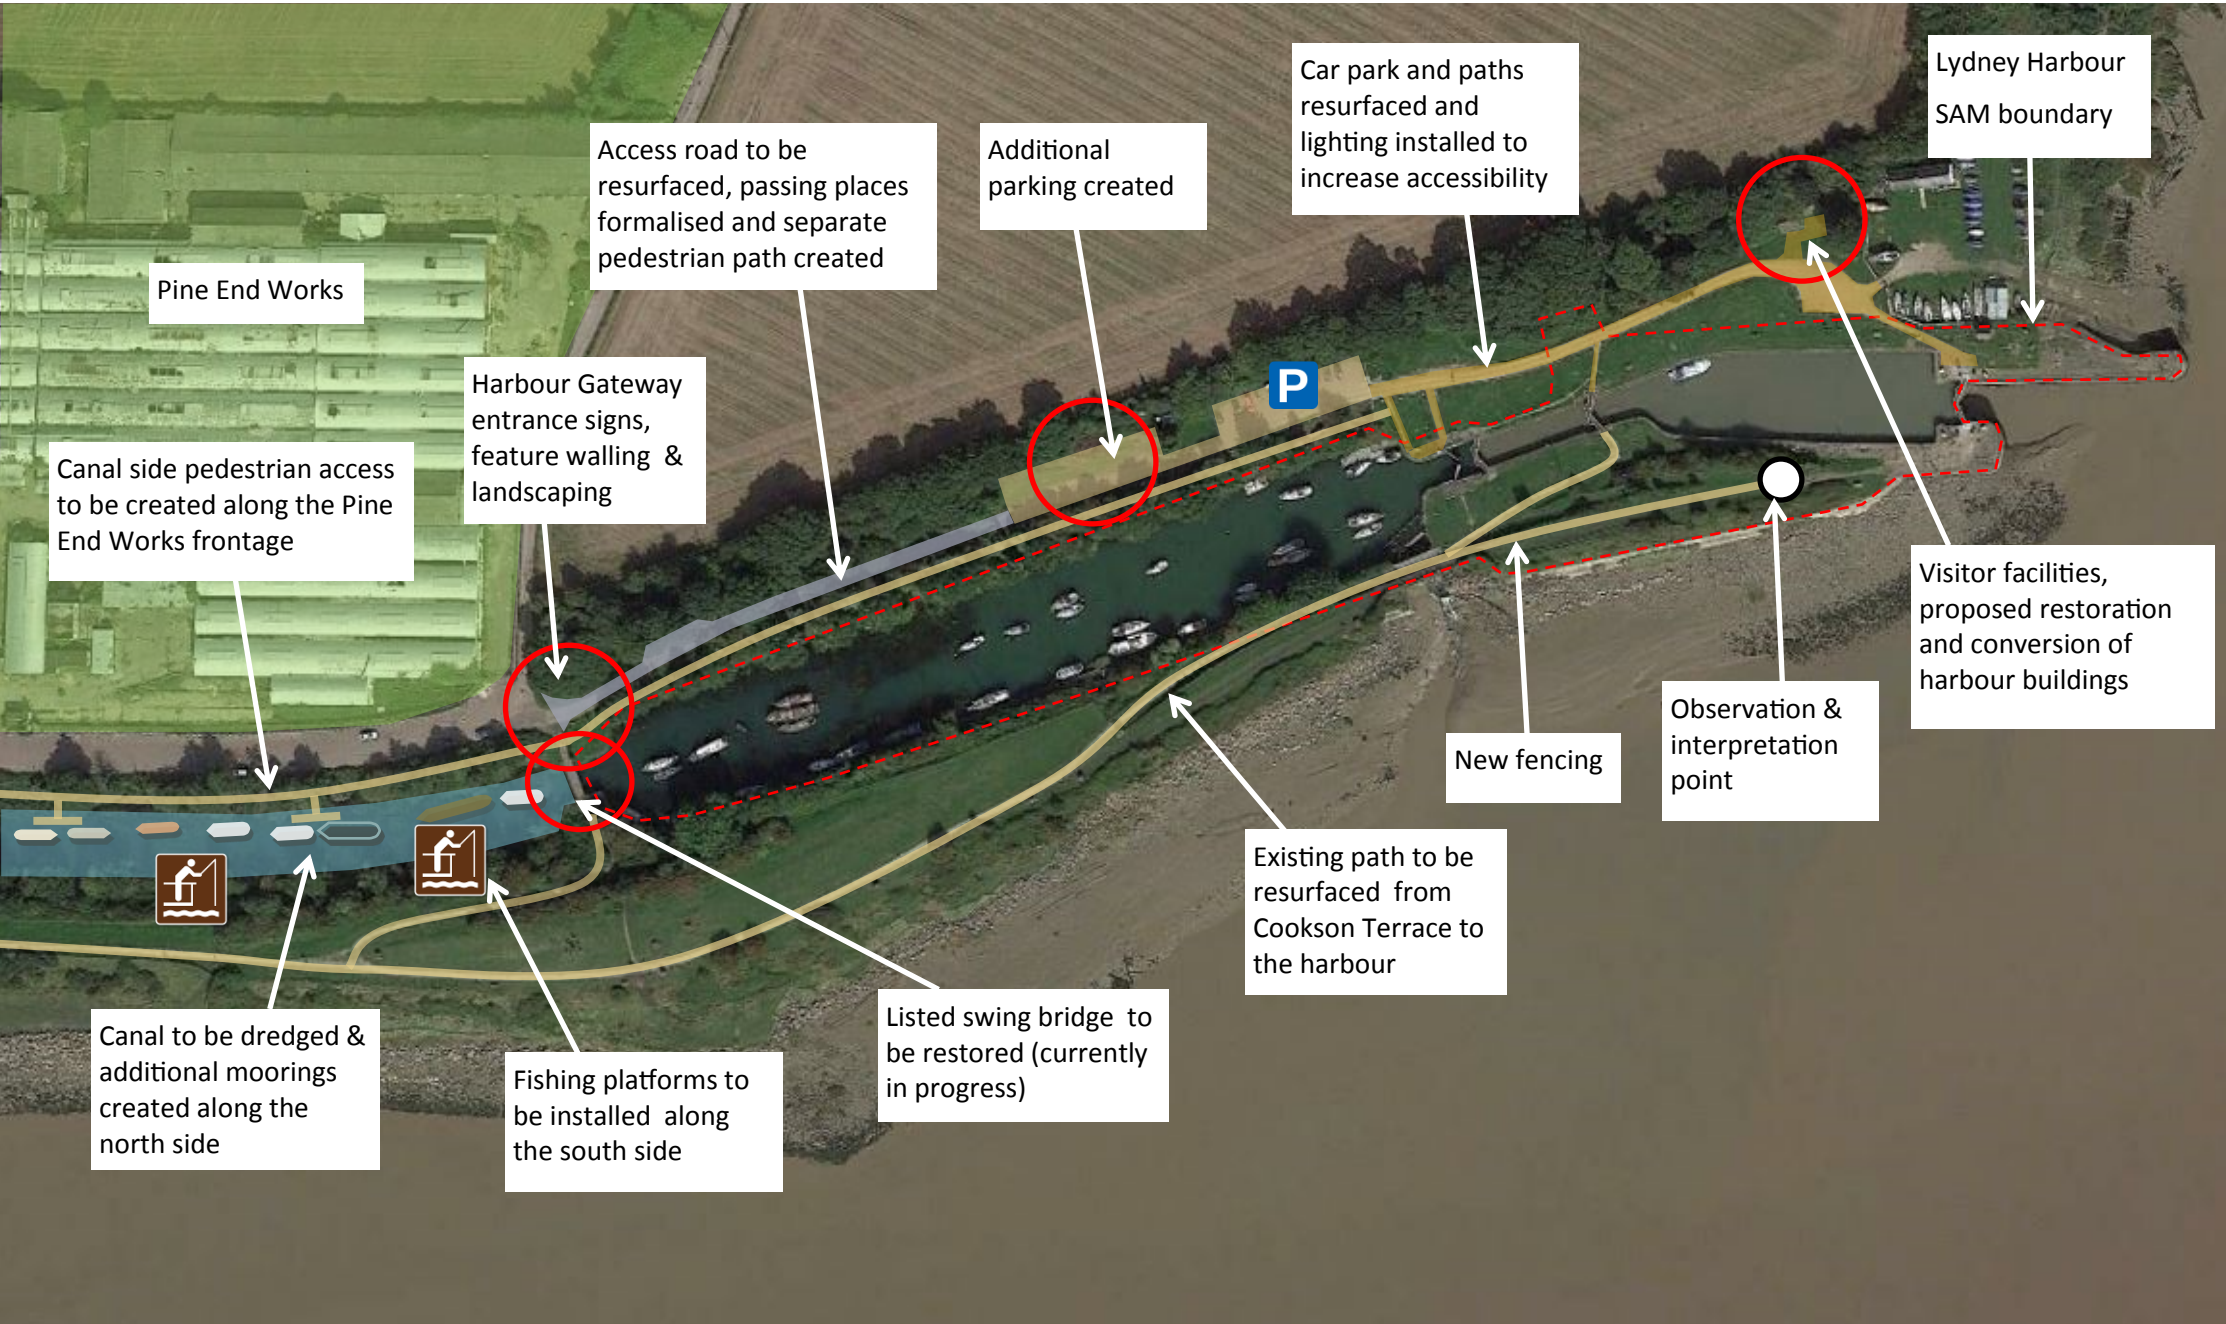 Lydney Harbour
SAM boundary
Car park and paths
resurfaced and
lighting installed to
increase accessibility
Additional
parking created
Access road to be
resurfaced, passing places
formalised and separate
pedestrian path created
Pine End Works
Harbour Gateway
entrance signs,
feature walling &
landscaping
P
Canal side pedestrian access
to be created along the Pine
End Works frontage
Visitor facilities,
proposed restoration
and conversion of
harbour buildings
Observation &
interpretation
point
New fencing
Existing path to be
resurfaced from
Cookson Terrace to
the harbour
Listed swing bridge to
be restored (currently
in progress)
Fishing platforms to
be installed along
the south side
Canal to be dredged &
additional moorings
created along the
north side